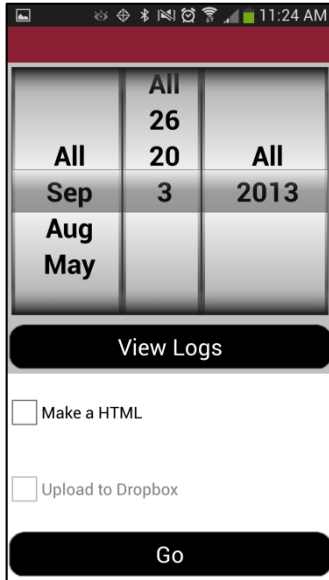 11:24 AM
All
26
All 20 All
Sep 3 2013
Aug
May
View Logs
Make a HTML
Upload to Dropbox
Go